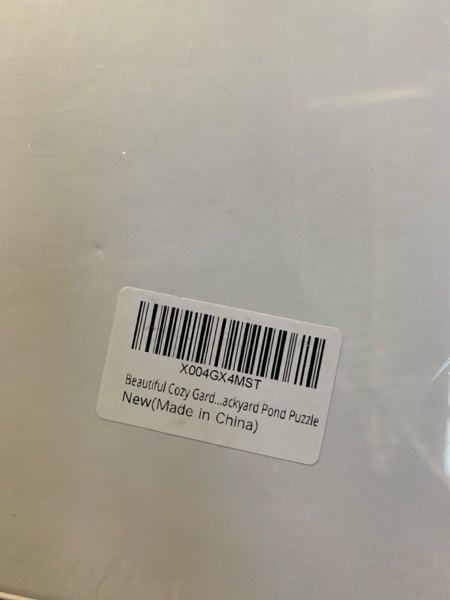 X004GX4MST
Beautiful Cozy Gard...ackyard Pond Puzzle
New(Made in China)